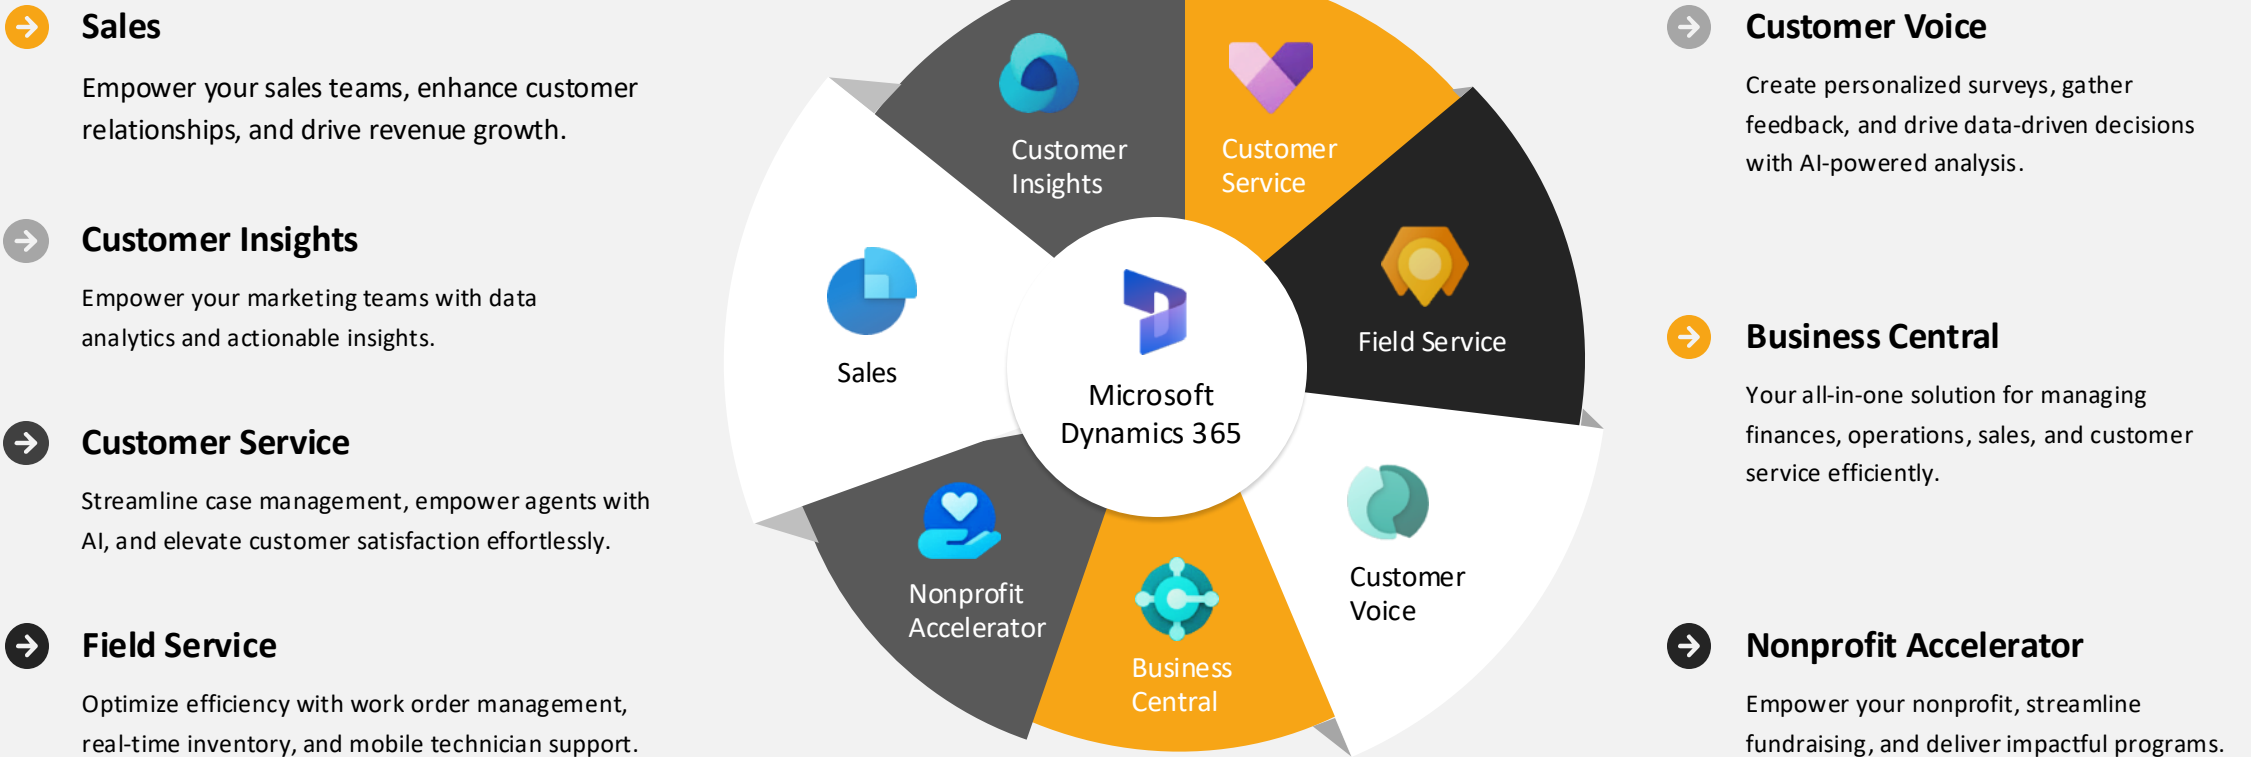 Sales
Empower your sales teams, enhance customer
relationships, and drive revenue growth.
Customer Insights
Empower your marketing teams with data
analytics and actionable insights.
Customer Service
Streamline case management, empower agents with
AI, and elevate customer satisfaction effortlessly.
Field Service
Optimize efficiency with work order management,
real-time inventory, and mobile technician support.
Customer
Insights
Customer
Service
Field Service
Sales
Microsoft
Dynamics 365
Customer
Voice
Nonprofit
Accelerator
Business
Central
Customer Voice
Create personalized surveys, gather
feedback, and drive data-driven decisions
with AI-powered analysis.
Business Central
Your all-in-one solution for managing
finances, operations, sales, and customer
service efficiently.
Nonprofit Accelerator
Empower your nonprofit, streamline
fundraising, and deliver impactful programs.